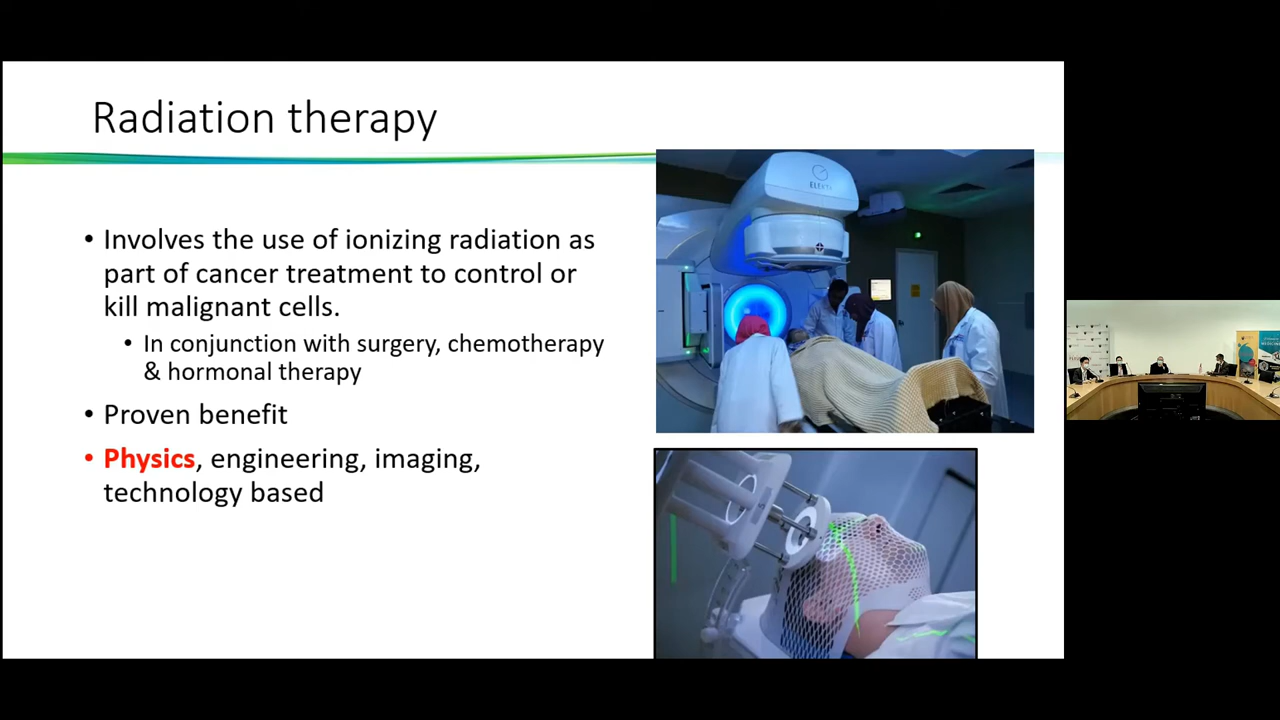 Radiation therapy
• Involves the use of ionizing radiation as
part of cancer treatment to control or
kill malignant cells.
• In conjunction with surgery, chemotherapy
& hormonal therapy
• Proven benefit
• Physics, engineering, imaging,
technology based
ELEKTA